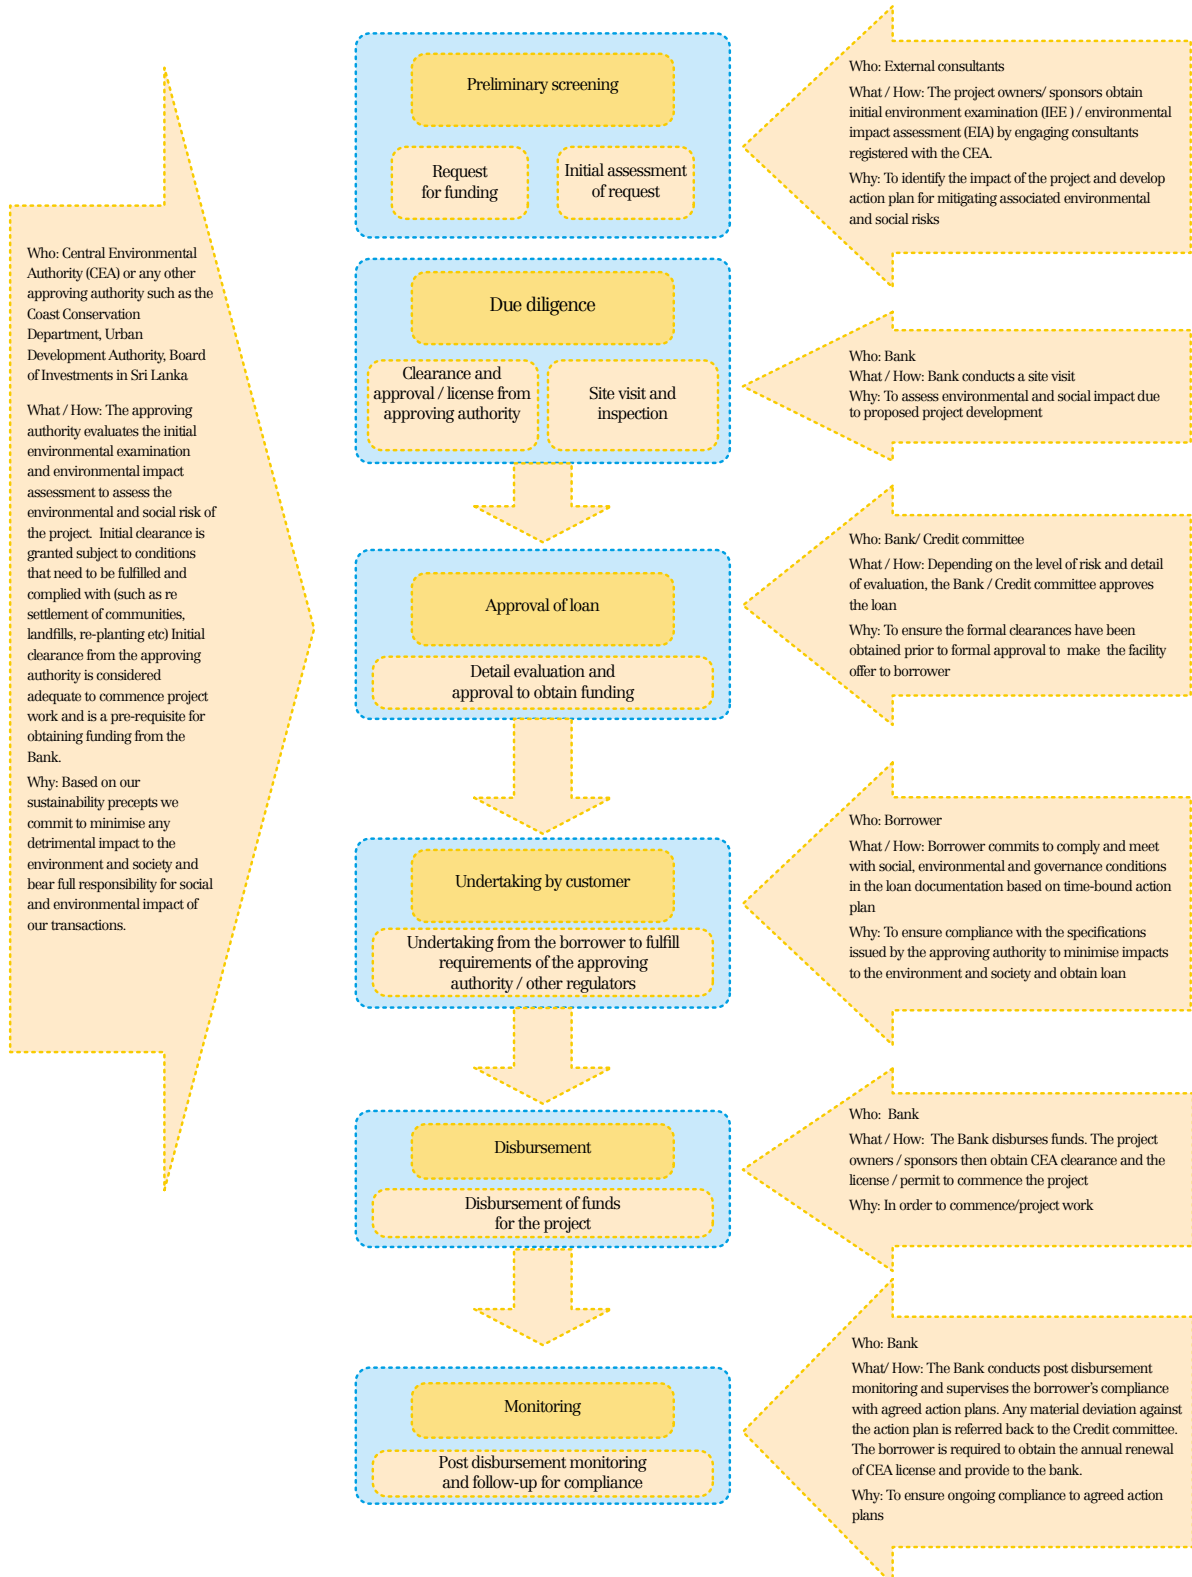 Preliminary screening
Request
for funding
Initial assessment
of request
Who: External consultants
What / How: The project owners/ sponsors obtain
initial environment examination (IEE ) / environmental
impact assessment (EIA) by engaging consultants
registered with the CEA.
Why: To identify the impact of the project and develop
action plan for mitigating associated environmental
and social risks
Who: Central Environmental
Authority (CEA) or any other
approving authority such as the
Coast Conservation
Department, Urban
Development Authority, Board
of Investments in Sri Lanka
What / How: The approving
authority evaluates the initial
environmental examination
and environmental impact
assessment to assess the
environmental and social risk of
the project. Initial clearance is
granted subject to conditions
that need to be fulfilled and
complied with (such as re
settlement of communities,
landfills, re-planting etc) Initial
clearance from the approving
authority is considered
adequate to commence project
work and is a pre-requisite for
obtaining funding from the
Bank.
Why: Based on our
sustainability precepts we
commit to minimise any
detrimental impact to the
environment and society and
bear full responsibility for social
and environmental impact of
our transactions.
Due diligence
Clearance and
approval / license from
approving authority
Site visit and
inspection
Who: Bank
What / How: Bank conducts a site visit
Why: To assess environmental and social impact due
to proposed project development
Approval of loan
Detail evaluation and
approval to obtain funding
Who: Bank/ Credit committee
What / How: Depending on the level of risk and detail
of evaluation, the Bank / Credit committee approves
the loan
Why: To ensure the formal clearances have been
obtained prior to formal approval to make the facility
offer to borrower
Undertaking by customer
Undertaking from the borrower to fulfill
requirements of the approving
authority / other regulators
Who: Borrower
What / How: Borrower commits to comply and meet
with social, environmental and governance conditions
in the loan documentation based on time-bound action
plan
Why: To ensure compliance with the specifications
issued by the approving authority to minimise impacts
to the environment and society and obtain loan
Disbursement
Disbursement of funds
for the project
Who: Bank
What / How: The Bank disburses funds. The project
owners / sponsors then obtain CEA clearance and the
license / permit to commence the project
Why: In order to commence/project work
Monitoring
Post disbursement monitoring
and follow-up for compliance
Who: Bank
What/ How: The Bank conducts post disbursement
monitoring and supervises the borrower's compliance
with agreed action plans. Any material deviation against
the action plan is referred back to the Credit committee.
The borrower is required to obtain the annual renewal
of CEA license and provide to the bank.
Why: To ensure ongoing compliance to agreed action
plans